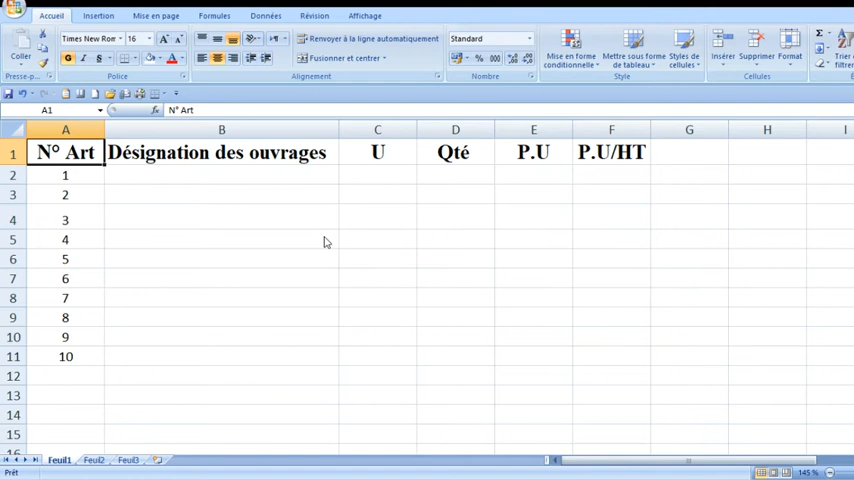 Accueil Insertion Mise en page Formules Données Révision Affichage
Coller
Times New Rom 16
G I S
Renvoyer à la ligne automatiquement
Fusionner et centrer
Standard
% 000
Mise en forme conditionnelle
Mettre sous forme de tableau
Styles de cellules
Insérer Supprimer Format
Trier
filtrer
Presse-p... Police Alignement Nombre Style Cellules
A1 fx N° Art
A B C D E F G H I
1 N° Art Désignation des ouvrages U Qté P.U P.U/HT
2 1
3 2
4 3
5 4
6 5
7 6
8 7
9 8
10 9
11 10
12
13
14
15
16
Feuil1 Feuil2 Feuil3
Prêt 145 %